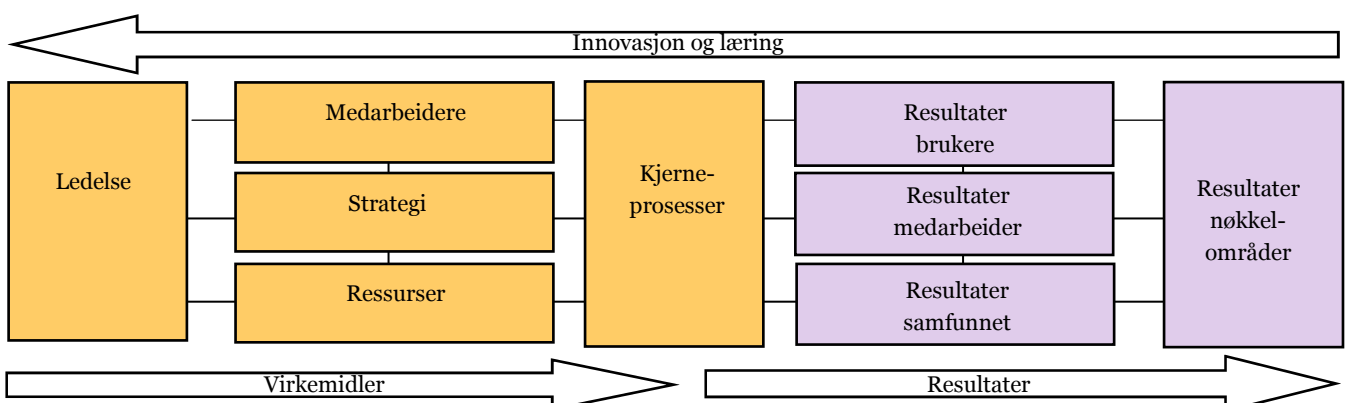 Innovasjon og læring
Ledelse
Medarbeidere
Strategi
Ressurser
Kjerne-
prosesser
Resultater
brukere
Resultater
medarbeider
Resultater
samfunnet
Resultater
nøkkel-
områder
Virkemidler
Resultater